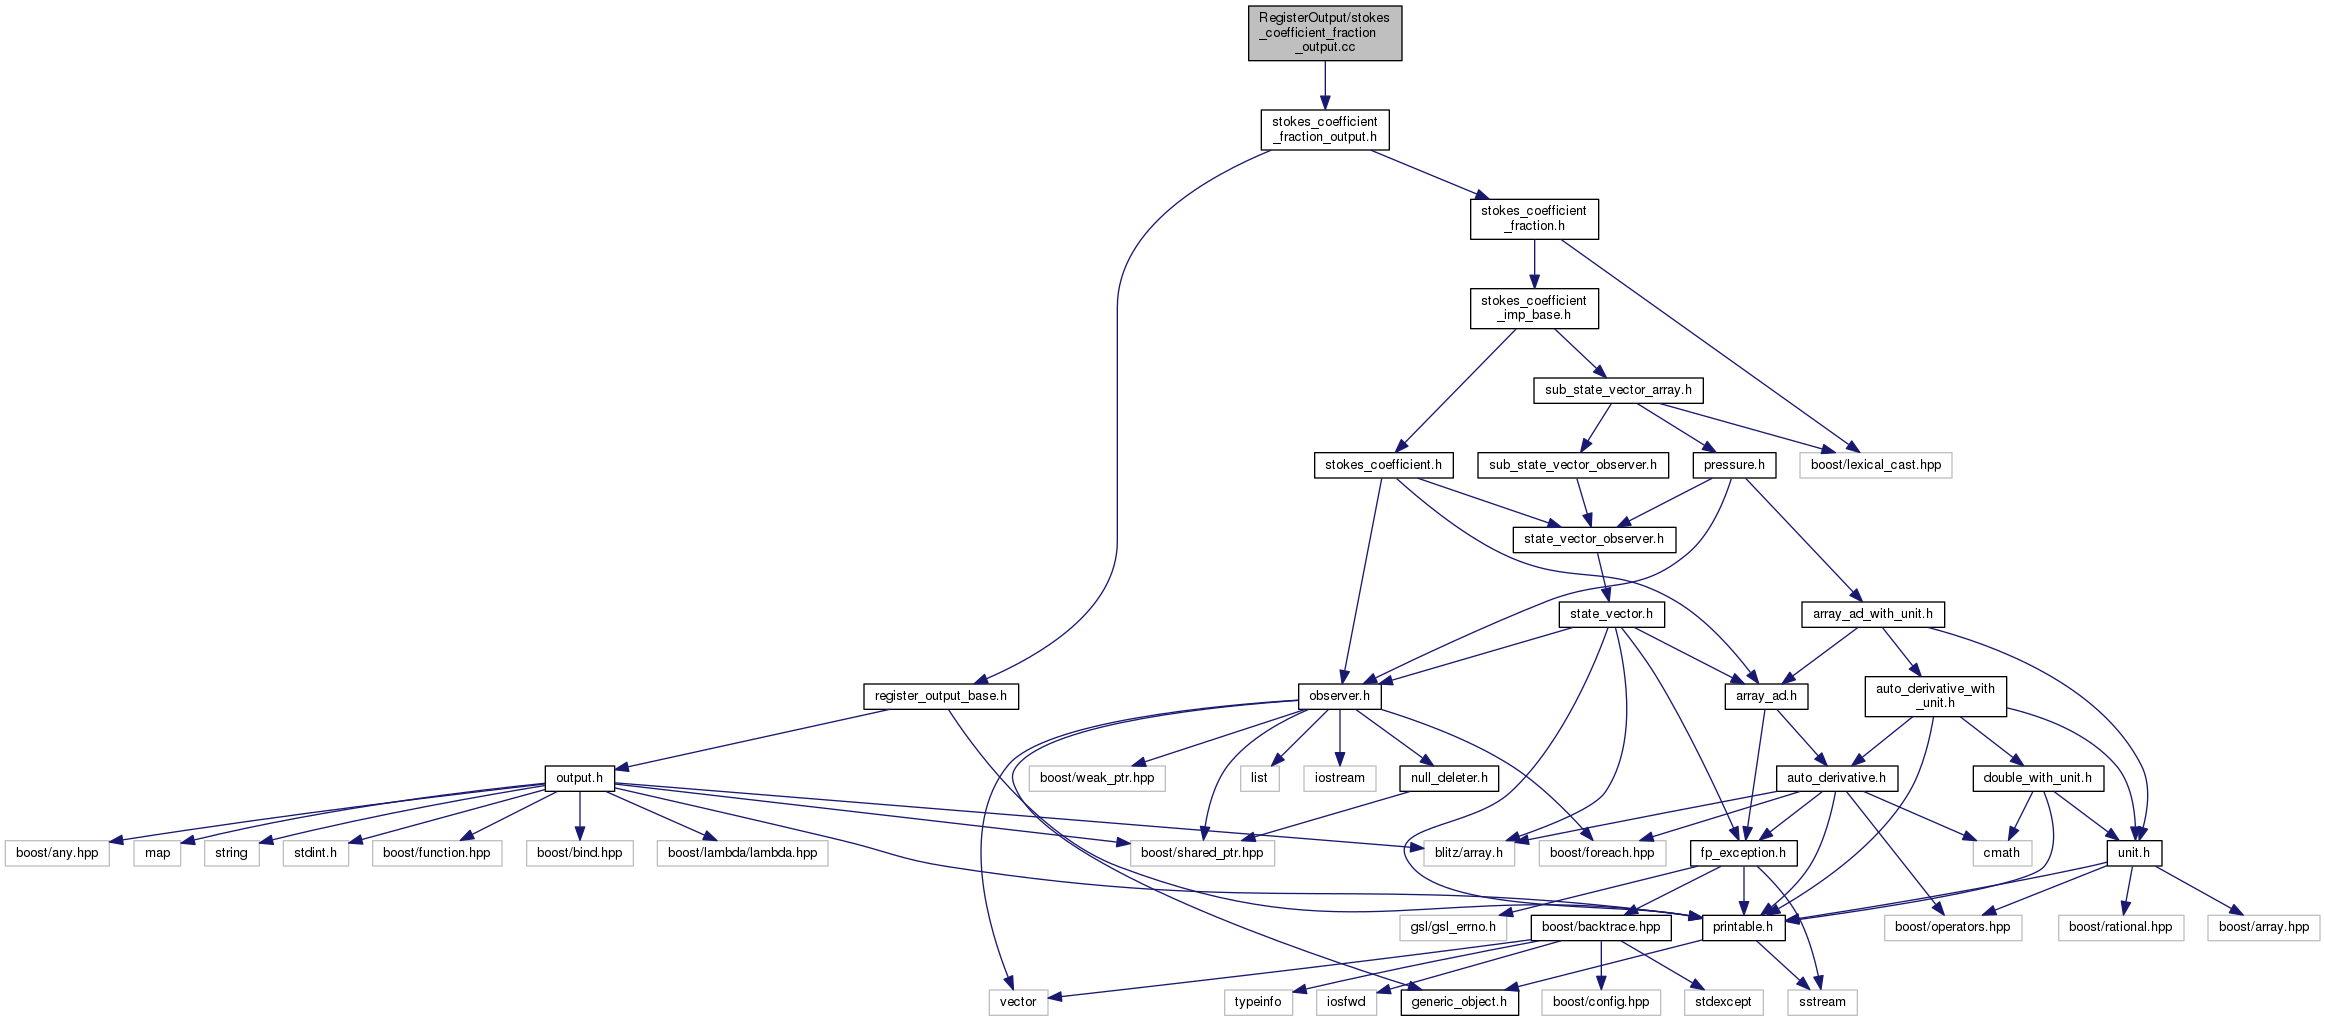 RegisterOutput/stokes
_coefficient_fraction
_output.cc
stokes_coefficient
_fraction_output.h
stokes_coefficient
_fraction.h
stokes_coefficient
_imp_base.h
sub_state_vector_array.h
stokes_coefficient.h
sub_state_vector_observer.h
pressure.h
boost/lexical_cast.hpp
state_vector_observer.h
state_vector.h
array_ad_with_unit.h
register_output_base.h
observer.h
array_ad.h
auto_derivative_with
_unit.h
output.h
boost/weak_ptr.hpp
list
iostream
null_deleter.h
auto_derivative.h
double_with_unit.h
boost/any.hpp
map
string
stdint.h
boost/function.hpp
boost/bind.hpp
boost/lambda/lambda.hpp
boost/shared_ptr.hpp
blitz/array.h
boost/foreach.hpp
fp_exception.h
cmath
unit.h
gsl/gsl_errno.h
boost/backtrace.hpp
printable.h
boost/operators.hpp
boost/rational.hpp
boost/array.hpp
vector
typeinfo
iosfwd
generic_object.h
boost/config.hpp
stdexcept
sstream